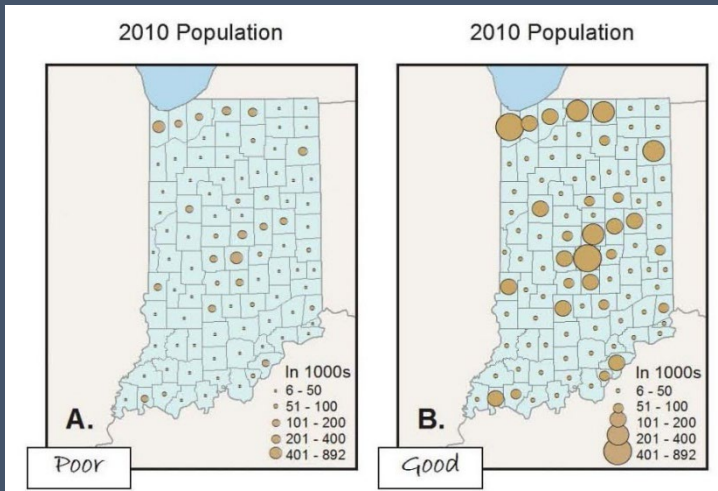 2010 Population
A.
In 1000s
6 - 50
51 - 100
101 - 200
201 - 400
401 - 892
Poor
2010 Population
B.
In 1000s
6 - 50
51 - 100
101 - 200
201 - 400
401 - 892
Good